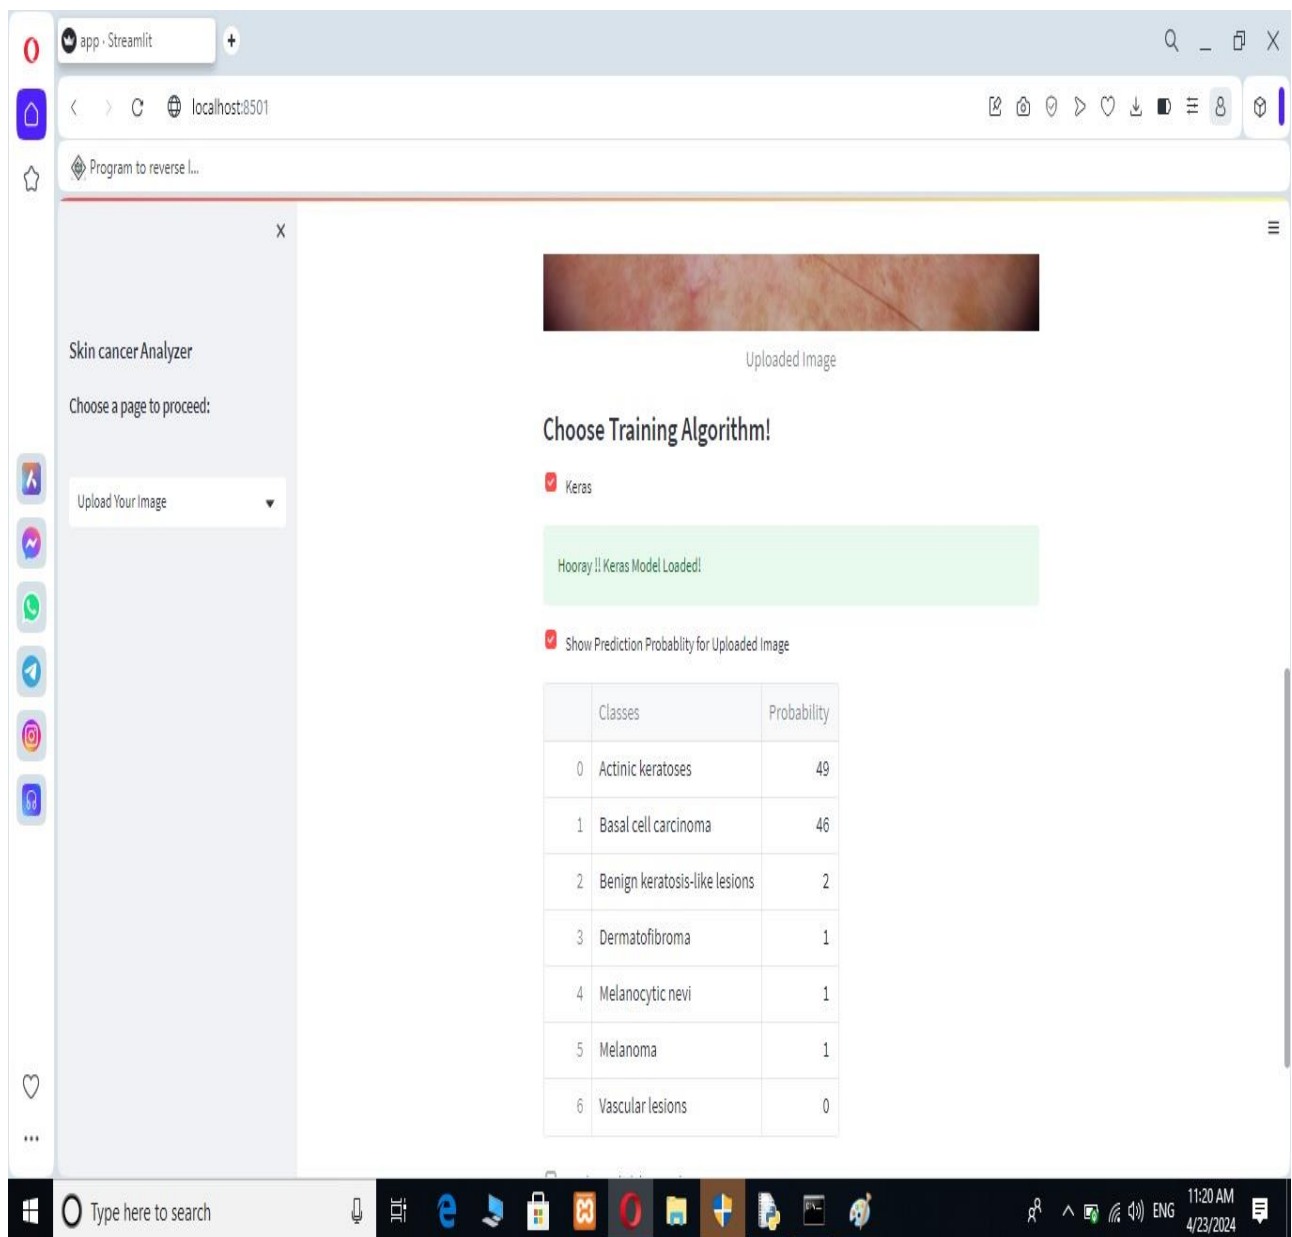 app · Streamlit
localhost:8501
Program to reverse l...
Skin cancer Analyzer
Choose a page to proceed:
Upload Your Image
Uploaded Image
Choose Training Algorithm!
Keras
Hooray !! Keras Model Loaded!
Show Prediction Probablity for Uploaded Image
Classes Probability
0 Actinic keratoses 49
1 Basal cell carcinoma 46
2 Benign keratosis-like lesions 2
3 Dermatofibroma 1
4 Melanocytic nevi 1
5 Melanoma 1
6 Vascular lesions 0
Type here to search
ENG
11:20 AM
4/23/2024